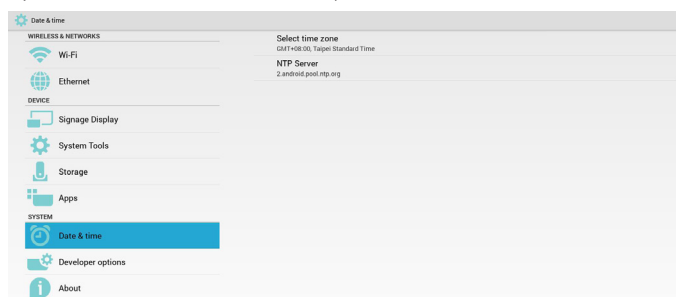 Date & time
WIRELESS & NETWORKS
Wi-Fi
Ethernet
DEVICE
Signage Display
System Tools
Storage
Apps
SYSTEM
Date & time
Developer options
About
Select time zone
GMT+08:00, Taipei Standard Time
NTP Server
2.android.pool.ntp.org